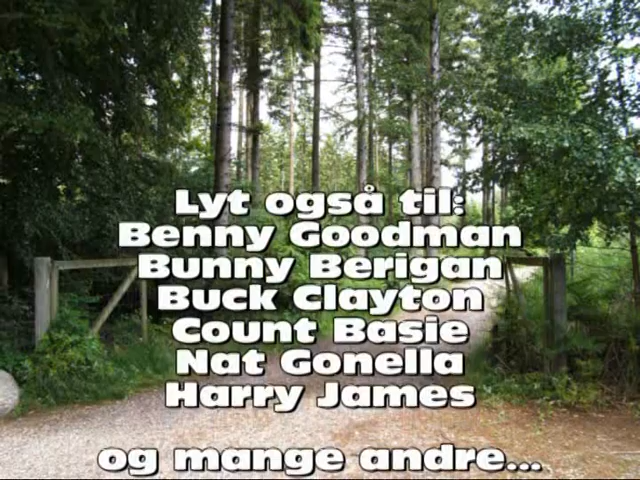 Lyt også til:
Benny Goodman
Bunny Berigan
Buck Clayton
Count Basie
Nat Gonella
Harry James
og mange andre...